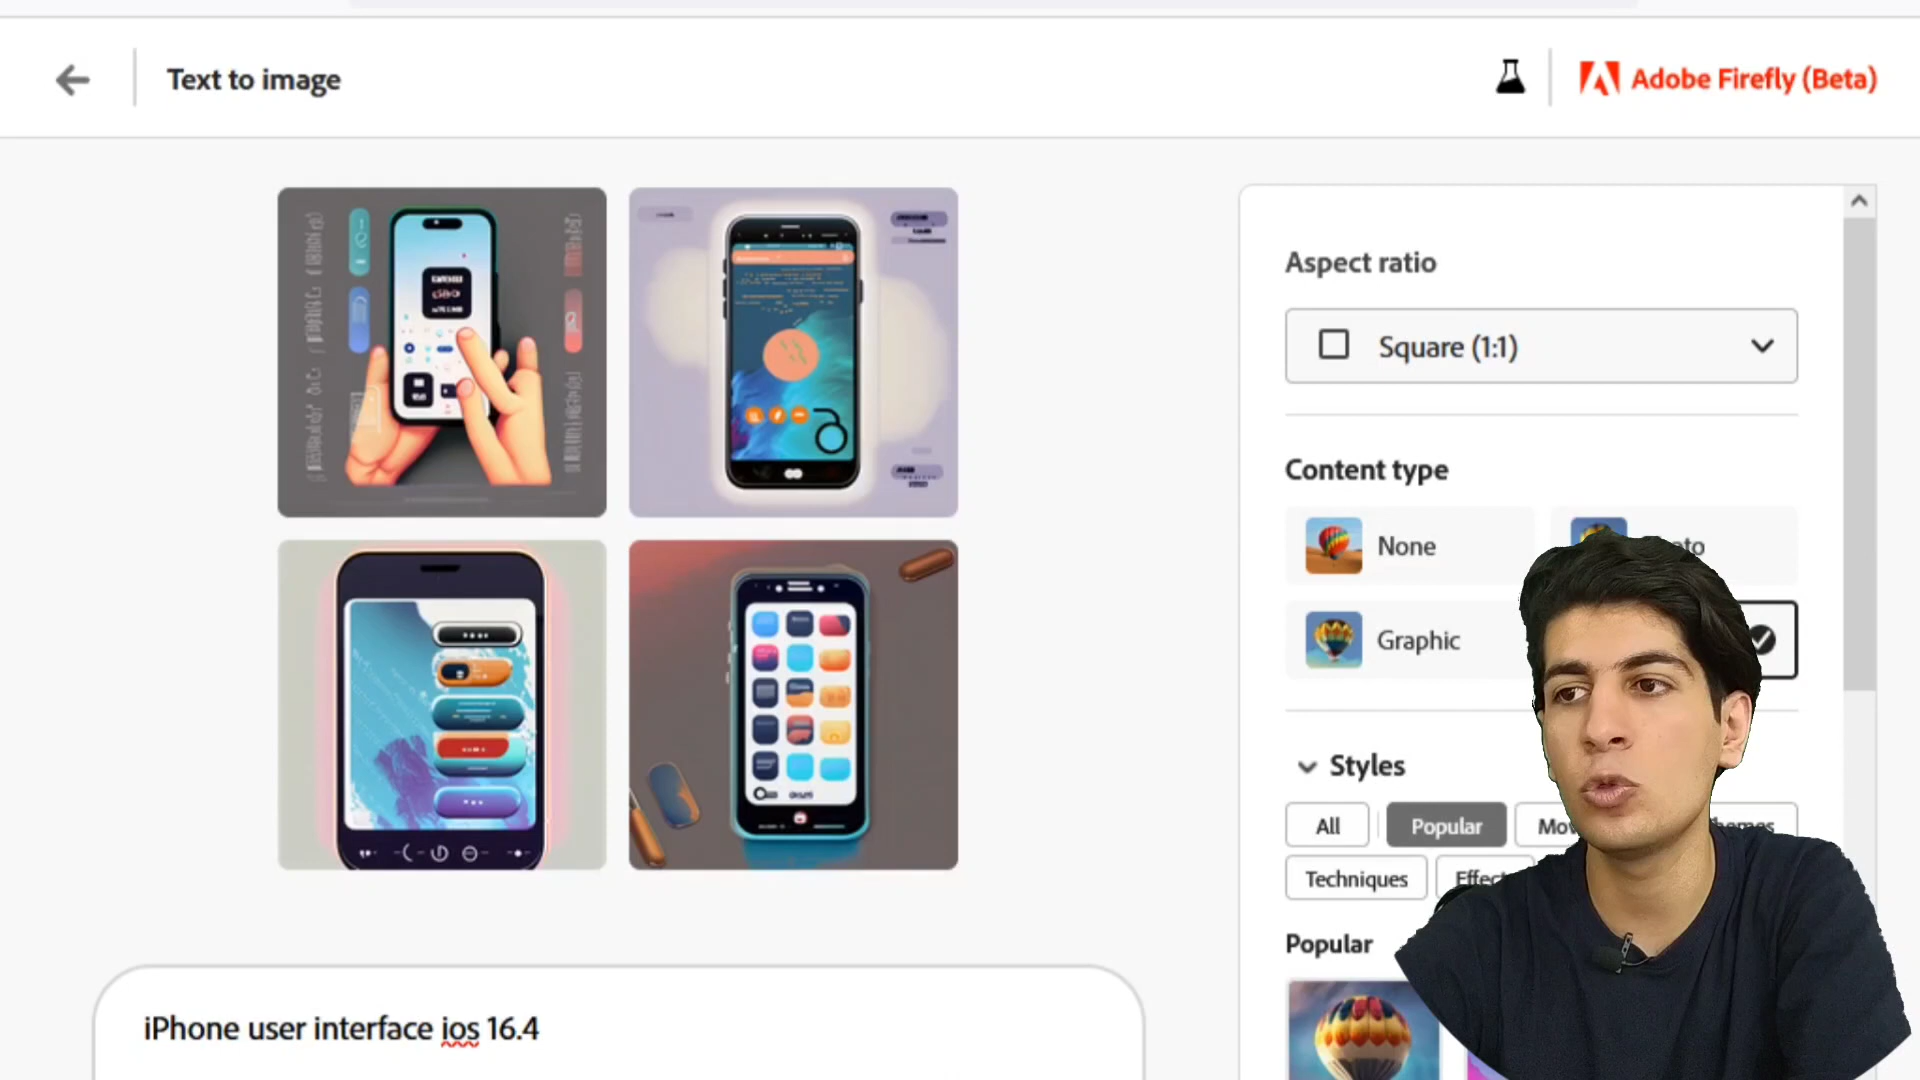 Text to image
Adobe Firefly (Beta)
Aspect ratio
Square (1:1)
Content type
None
Graphic
Styles
All
Popular
Techniques
Popular
iPhone user interface ios 16.4